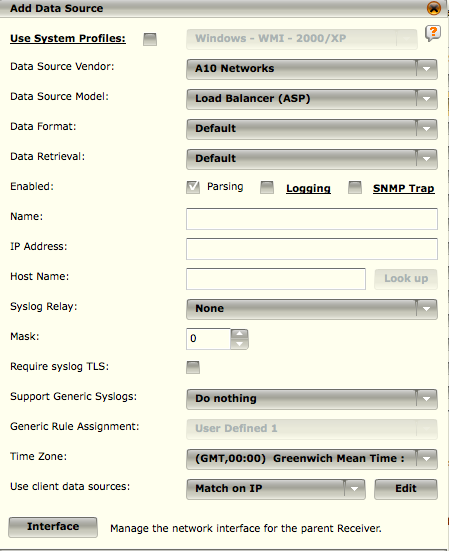 Add Data Source
Use System Profiles: Windows - WMI - 2000/XP
Data Source Vendor: A10 Networks
Data Source Model: Load Balancer (ASP)
Data Format: Default
Data Retrieval: Default
Enabled: Parsing Logging SNMP Trap
Name:
IP Address:
Host Name: Look up
Syslog Relay: None
Mask: 0
Require syslog TLS:
Support Generic Syslogs: Do nothing
Generic Rule Assignment: User Defined 1
Time Zone: (GMT,00:00) Greenwich Mean Time :
Use client data sources: Match on IP Edit
Interface Manage the network interface for the parent Receiver.